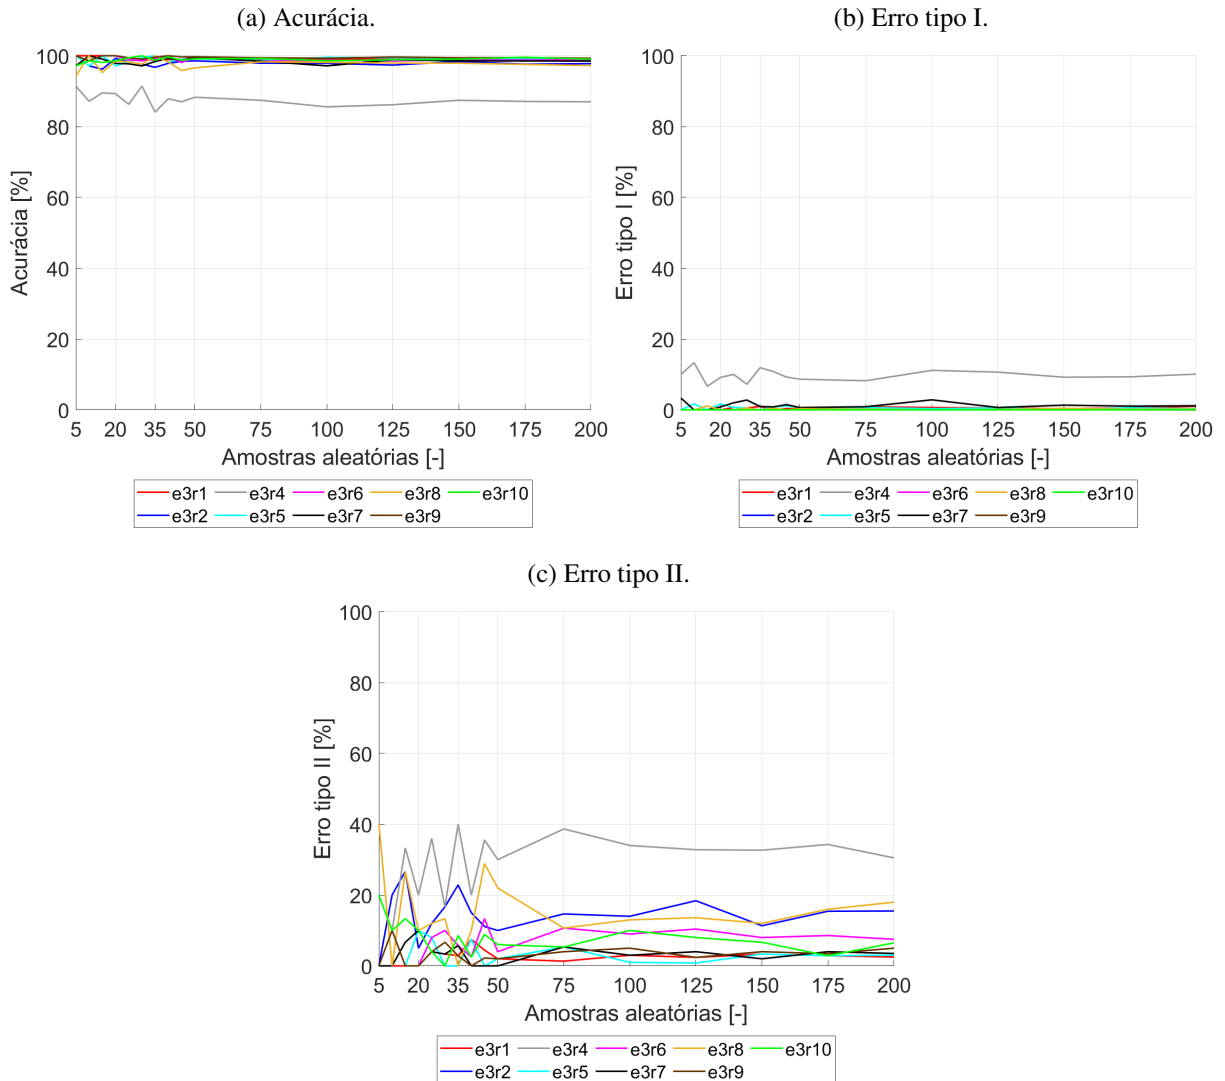 (a) Acurácia.
100
80
60
40
20
0
Acurácia [%]
5 20 35 50 75 100 125 150 175 200
Amostras aleatórias [-]
e3r1 e3r4 e3r6 e3r8 e3r10
e3r2 e3r5 e3r7 e3r9
(b) Erro tipo I.
100
80
60
40
20
0
Erro tipo I [%]
5 20 35 50 75 100 125 150 175 200
Amostras aleatórias [-]
e3r1 e3r4 e3r6 e3r8 e3r10
e3r2 e3r5 e3r7 e3r9
(c) Erro tipo II.
100
80
60
40
20
0
Erro tipo II [%]
5 20 35 50 75 100 125 150 175 200
Amostras aleatórias [-]
e3r1 e3r4 e3r6 e3r8 e3r10
e3r2 e3r5 e3r7 e3r9